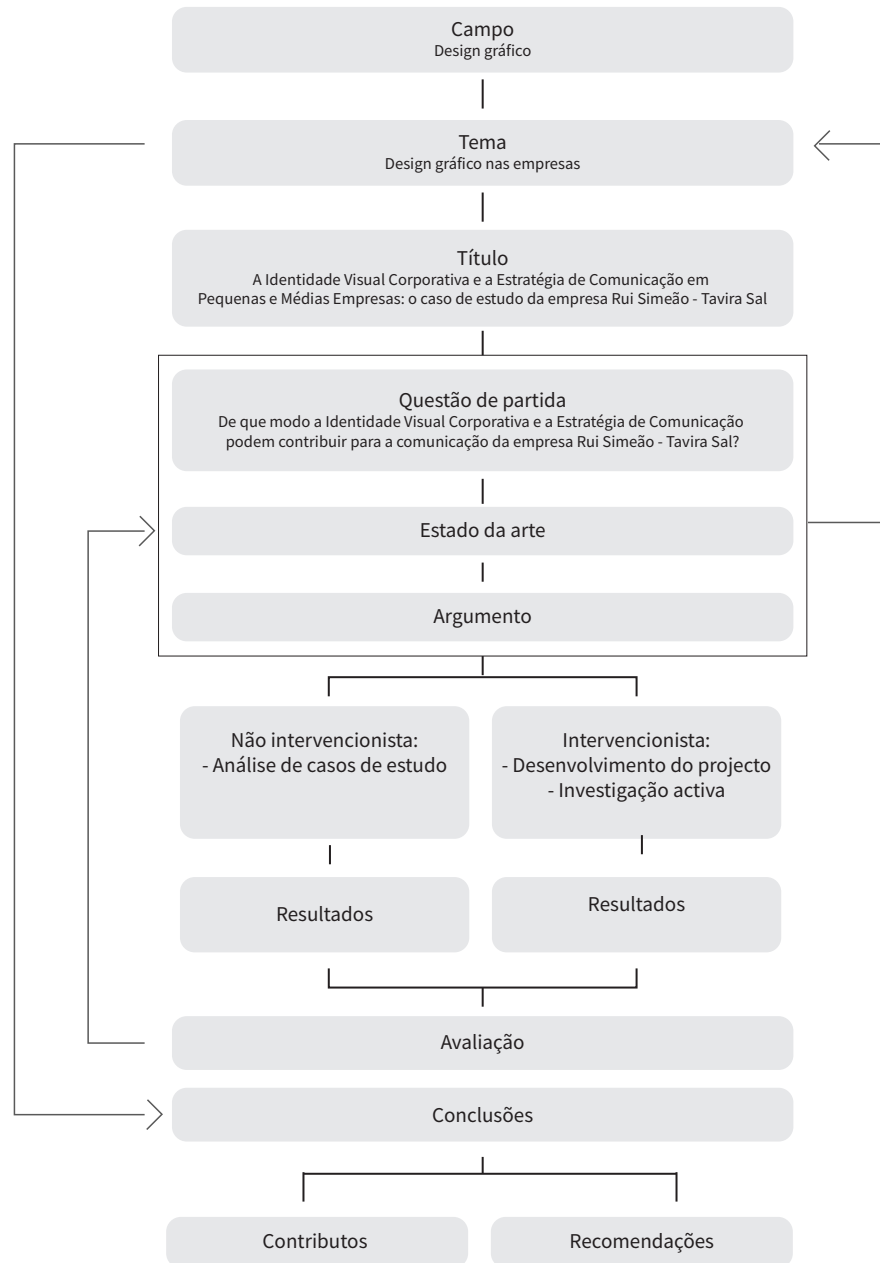 Campo
Design gráfico
Tema
Design gráfico nas empresas
Título
A Identidade Visual Corporativa e a Estratégia de Comunicação em
Pequenas e Médias Empresas: o caso de estudo da empresa Rui Simeão - Tavira Sal
Questão de partida
De que modo a Identidade Visual Corporativa e a Estratégia de Comunicação
podem contribuir para a comunicação da empresa Rui Simeão - Tavira Sal?
Estado da arte
Argumento
Não intervencionista:
- Análise de casos de estudo
Intervencionista:
- Desenvolvimento do projecto
- Investigação activa
Resultados
Resultados
Avaliação
Conclusões
Contributos
Recomendações